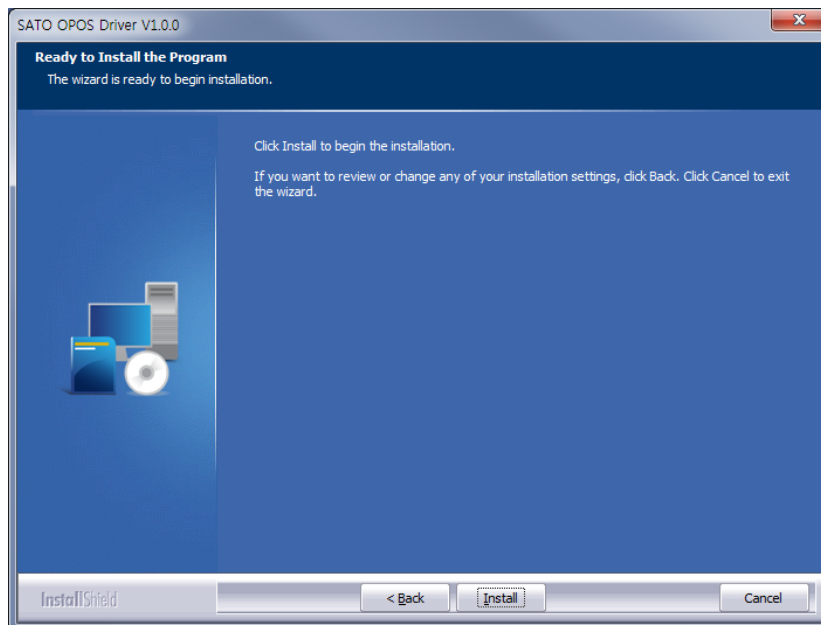 SATO OPOS Driver V1.0.0
Ready to Install the Program
The wizard is ready to begin installation.
Click Install to begin the installation.
If you want to review or change any of your installation settings, click Back. Click Cancel to exit
the wizard.
InstallShield
< Back
Install
Cancel